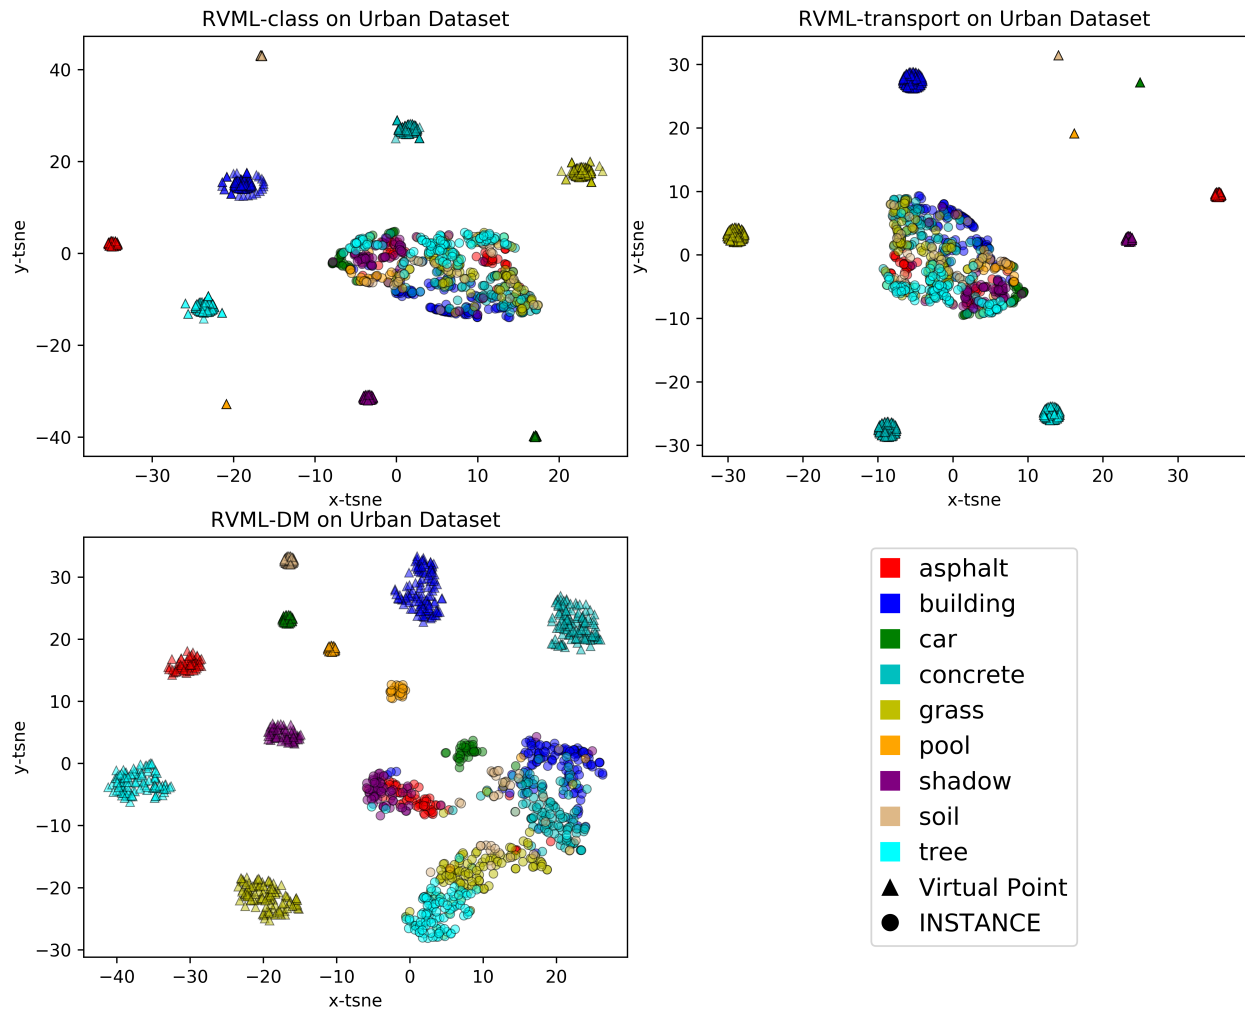 RVML-class on Urban Dataset
40
20
0
−20
−40
y-tsne
−30
−20
−10
0
10
20
x-tsne
RVML-transport on Urban Dataset
30
20
10
0
−10
−20
−30
y-tsne
−30
−20
−10
0
10
20
30
x-tsne
RVML-DM on Urban Dataset
30
20
10
0
−10
−20
−30
y-tsne
−40
−30
−20
−10
0
10
20
x-tsne
asphalt
building
car
concrete
grass
pool
shadow
soil
tree
Virtual Point
INSTANCE